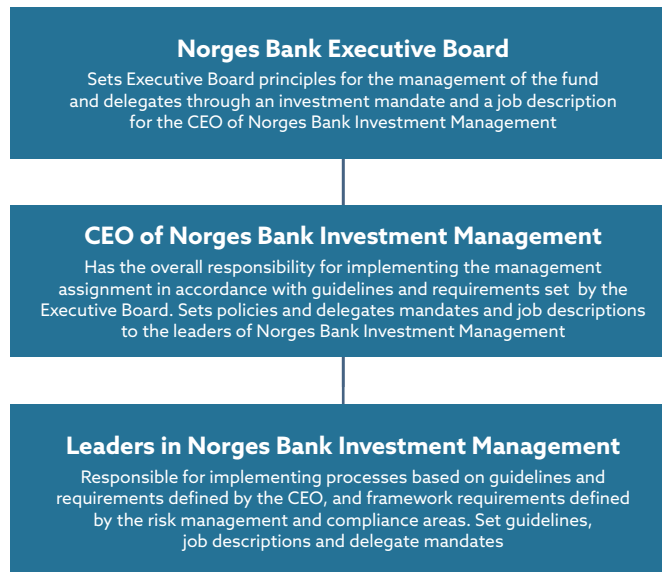 Norges Bank Executive Board
Sets Executive Board principles for the management of the fund
and delegates through an investment mandate and a job description
for the CEO of Norges Bank Investment Management
CEO of Norges Bank Investment Management
Has the overall responsibility for implementing the management
assignment in accordance with guidelines and requirements set by the
Executive Board. Sets policies and delegates mandates and job descriptions
to the leaders of Norges Bank Investment Management
Leaders in Norges Bank Investment Management
Responsible for implementing processes based on guidelines and
requirements defined by the CEO, and framework requirements defined
by the risk management and compliance areas. Set guidelines,
job descriptions and delegate mandates